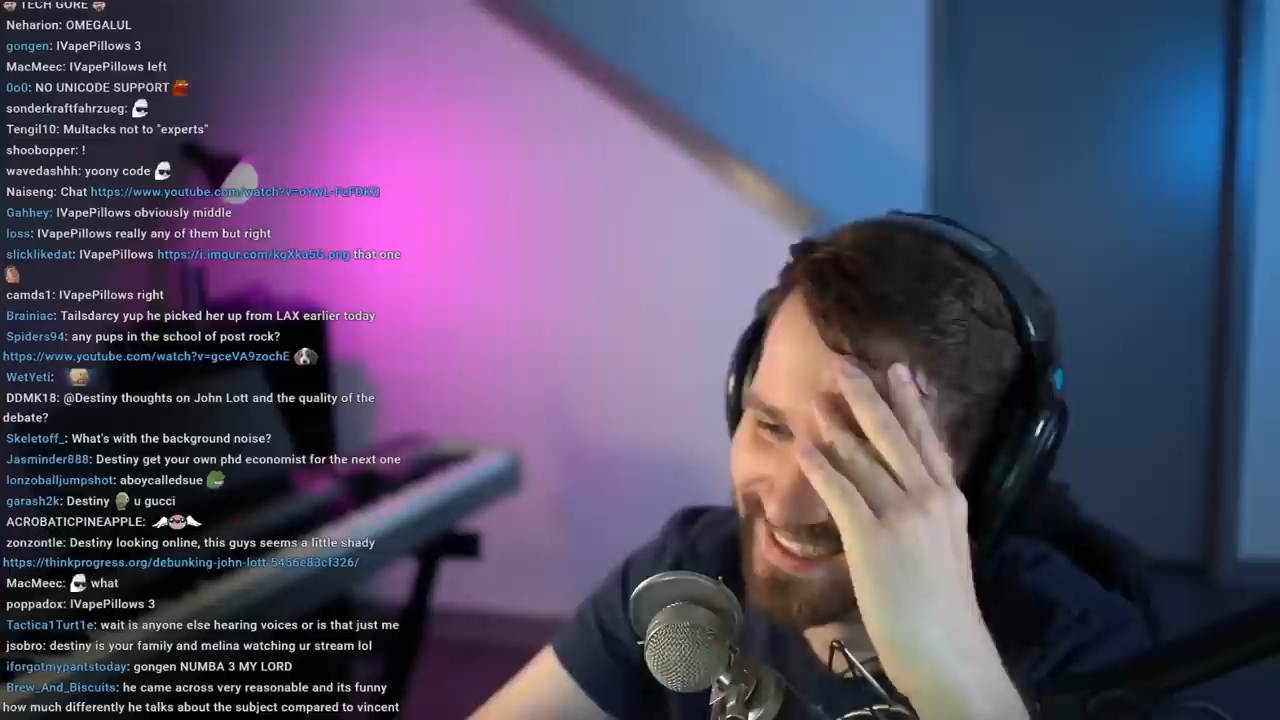 TECH GORE
Neharion: OMEGALUL
gongen: IVapePillows 3
MacMeec: IVapePillows left
0o0: NO UNICODE SUPPORT
sonderkraftfahrzueg:
Tengil10: Multacks not to "experts"
shoobopper: !
wavedashhh: yoony code
Naiseng: Chat
Gahhey: IVapePillows obviously middle
loss: IVapePillows really any of them but right
slicklikedat: IVapePillows https://i.imgur.com/kgXka5G.png that one
camds1: IVapePillows right
Brainiac: Tailsdarcy yup he picked her up from LAX earlier today
Spiders94: any pups in the school of post rock?
https://www.youtube.com/watch?v=gceVA9zochE
WetYeti:
DDMK18: @Destiny thoughts on John Lott and the quality of the
debate?
Skeletoff_: What's with the background noise?
Jasminder888: Destiny get your own phd economist for the next one
lonzoballjumpshot: aboycalledsue
garash2k: Destiny u gucci
ACROBATICPINEAPPLE:
zonzontle: Destiny looking online, this guys seems a little shady
https://thinkprogress.org/debunking-john-lott-5456e83cf326/
MacMeec: what
poppadox: IVapePillows 3
Tactica1Turt1e: wait is anyone else hearing voices or is that just me
jsobro: destiny is your family and melina watching ur stream lol
iforgotmypantstoday: gongen NUMBA 3 MY LORD
Brew_And_Biscuits: he came across very reasonable and its funny
how much differently he talks about the subject compared to vincent